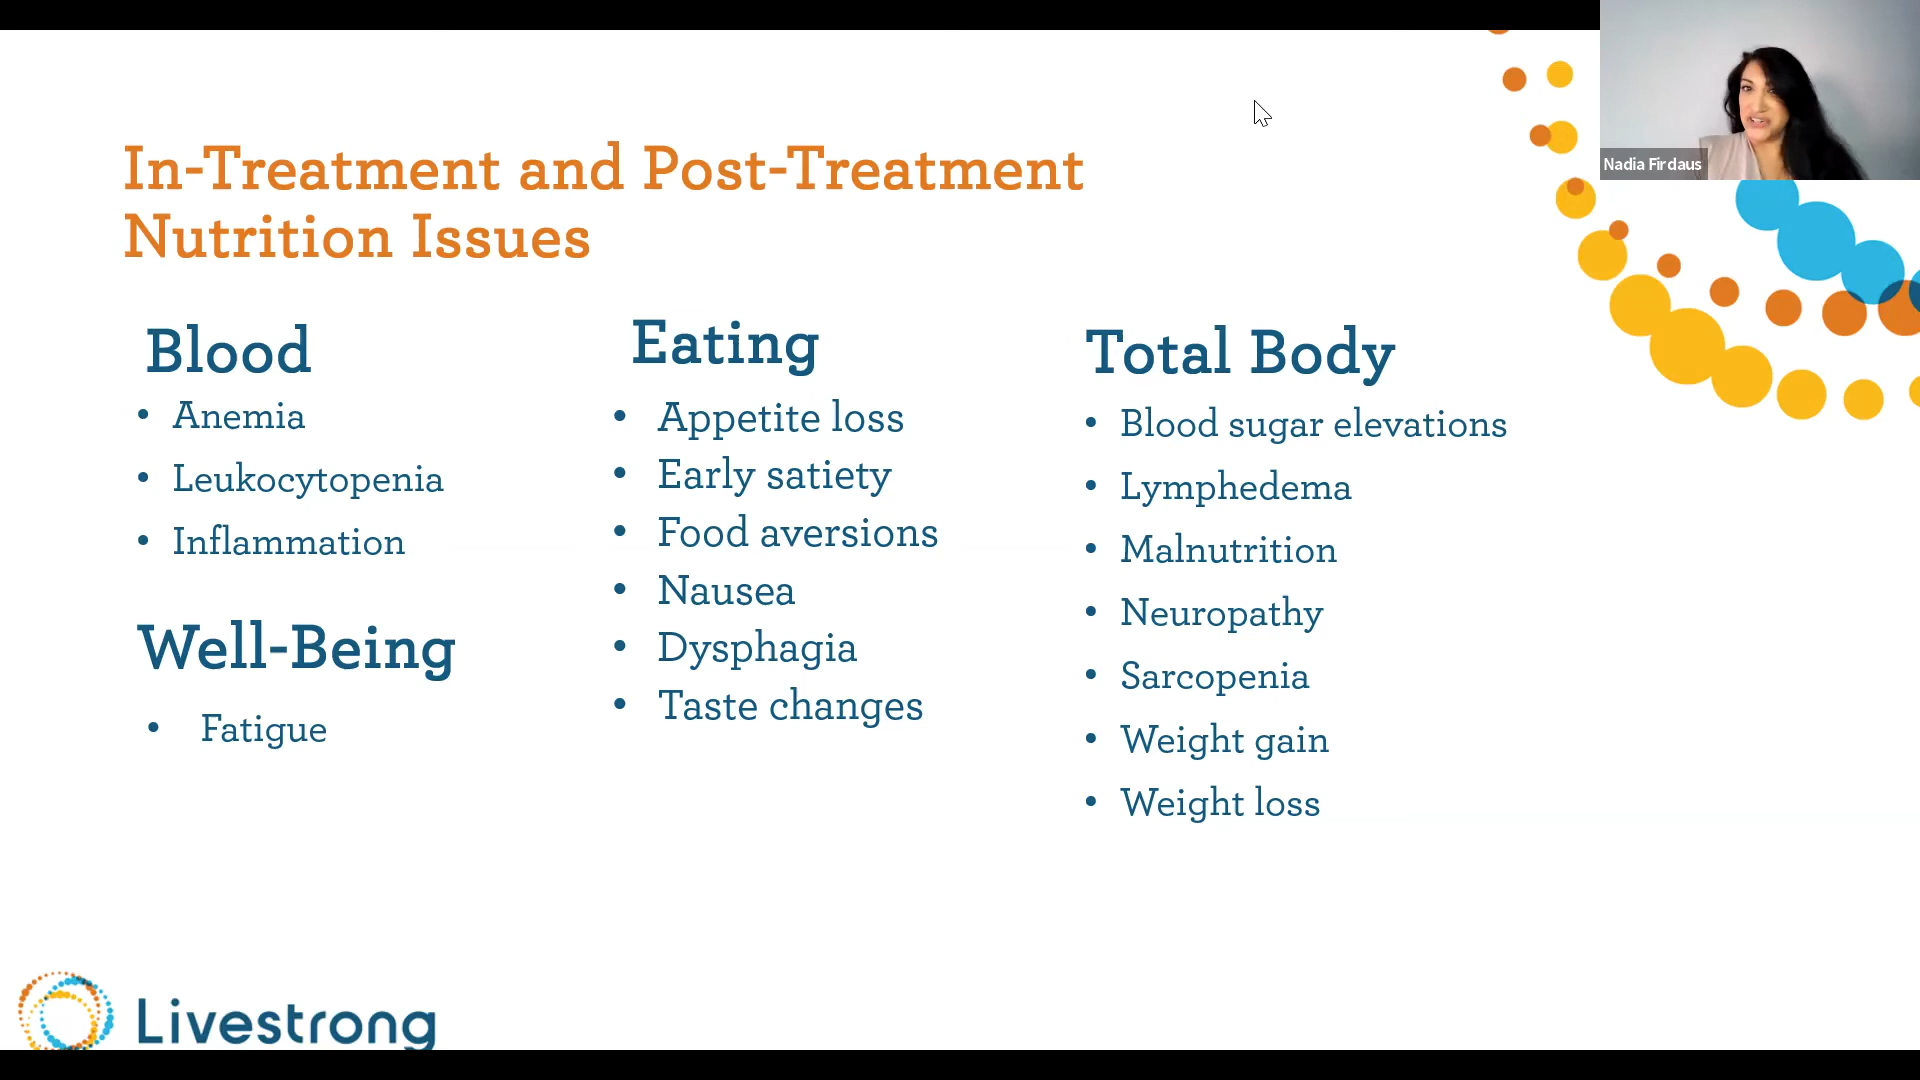 Nadia Firdaus
In-Treatment and Post-Treatment
Nutrition Issues
Blood
• Anemia
• Leukocytopenia
• Inflammation
Well-Being
• Fatigue
Eating
• Appetite loss
• Early satiety
• Food aversions
• Nausea
• Dysphagia
• Taste changes
Total Body
• Blood sugar elevations
• Lymphedema
• Malnutrition
• Neuropathy
• Sarcopenia
• Weight gain
• Weight loss
Livestrong